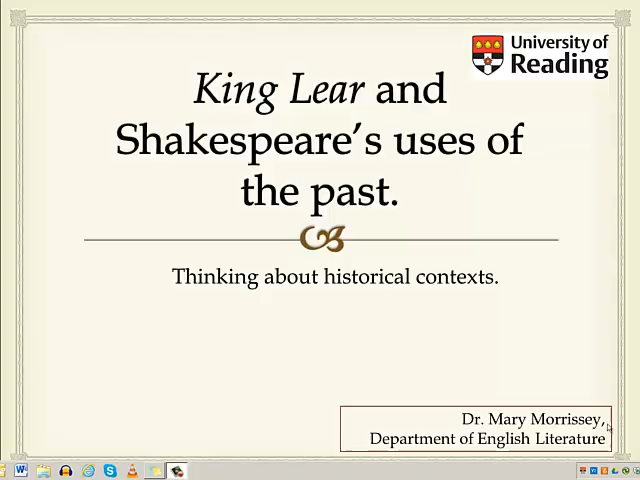 University of
Reading
King Lear and
Shakespeare's uses of
the past.
Thinking about historical contexts.
Dr. Mary Morrissey,
Department of English Literature